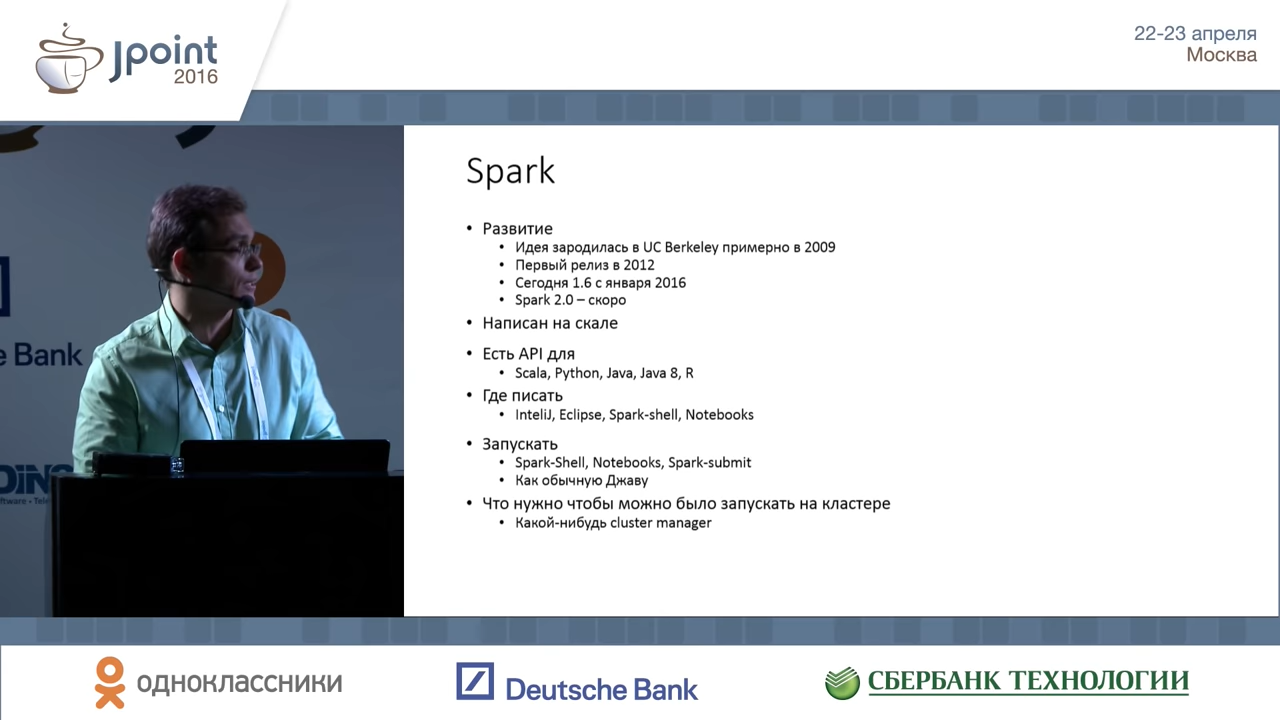 Jpoint
2016
22-23 апреля
Москва
Spark
• Развитие
• Идея зародилась в UC Berkeley примерно в 2009
• Первый релиз в 2012
• Сегодня 1.6 с января 2016
• Spark 2.0 – скоро
• Написан на скале
• Есть API для
• Scala, Python, Java, Java 8, R
• Где писать
• InteliJ, Eclipse, Spark-shell, Notebooks
• Запускать
• Spark-Shell, Notebooks, Spark-submit
• Как обычную Джаву
• Что нужно чтобы можно было запускать на кластере
• Какой-нибудь cluster manager
e Bank
DINS
одноклассники
Deutsche Bank
СБЕРБАНК ТЕХНОЛОГИИ